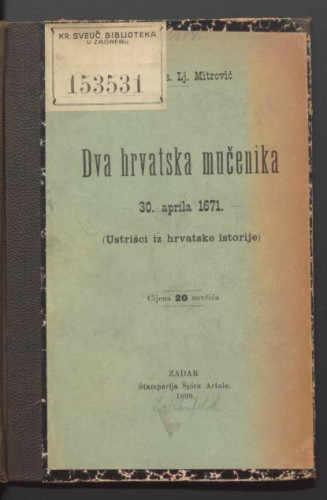 KR. SVEUČ. BIBLIOTEKA
U ZAGREBU
153531
Lj. Mitrović
Dva hrvatska mučenika
30. aprila 1671.
(Ustrišci iz hrvatske istorije)
Cijena 20 novčića.
ZADAR
Štamparija Špira Artale.